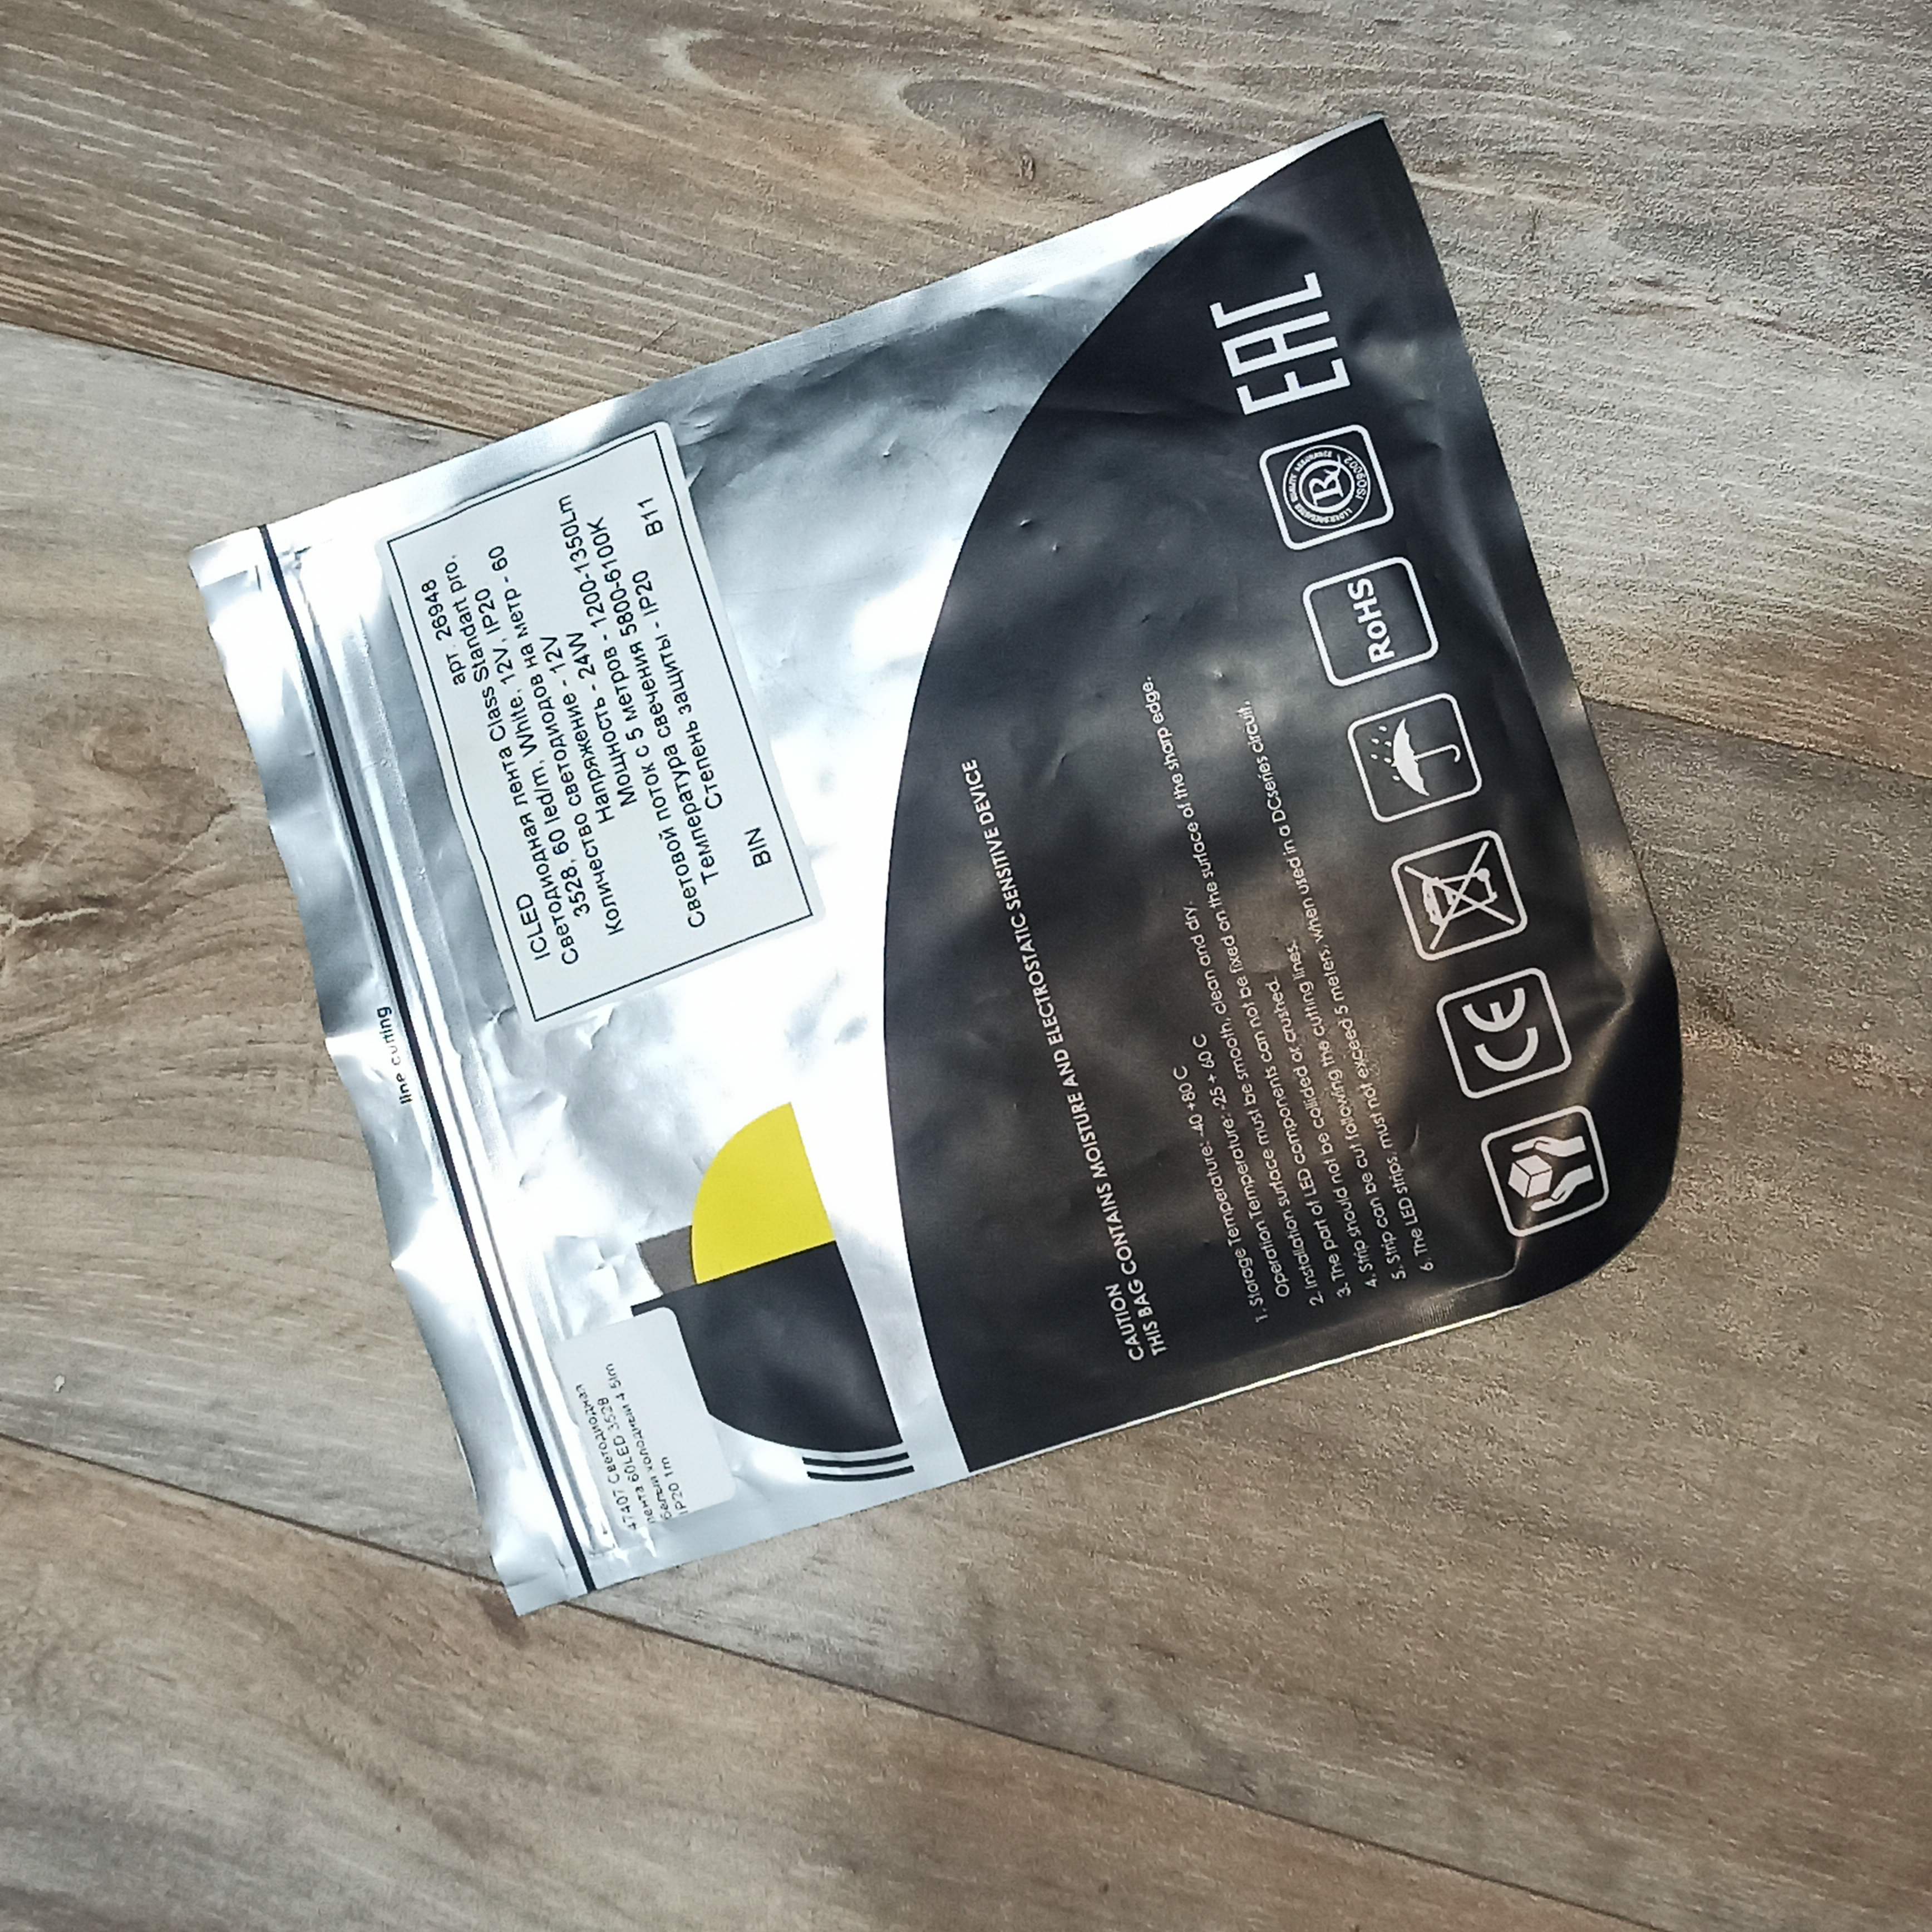 line cutting
арт. 26948
ICLED
Светодиодная лента Class Standart pro,
3528, 60 led/m, White, 12V, IP20
Количество светодиодов на метр - 60
Напряжение - 12V
Мощность - 24W
Световой поток с 5 метров - 1200-1350Lm
Температура свечения 5800-6100K
Степень защиты - IP20
BIN B11
47407 Светодиодная
лента 60LED 3528
белый холодный 4.5lm
IP20 1m
CAUTION
THIS BAG CONTAINS MOISTURE AND ELECTROSTATIC SENSITIVE DEVICE
1. Storage Temperature: -40 +80 C
Operation Temperature: -25 + 60 C
2. Installation surface must be smooth, clean and dry.
3. The part of LED components can not be fixed on the surface of the sharp edge.
4. Strip should not be collided or crushed.
5. Strip can be cut following the cutting lines.
6. The LED strips, must not exceed 5 meters, when used in a DCseries circuit.
CE
RoHS
ISO9002
EAC